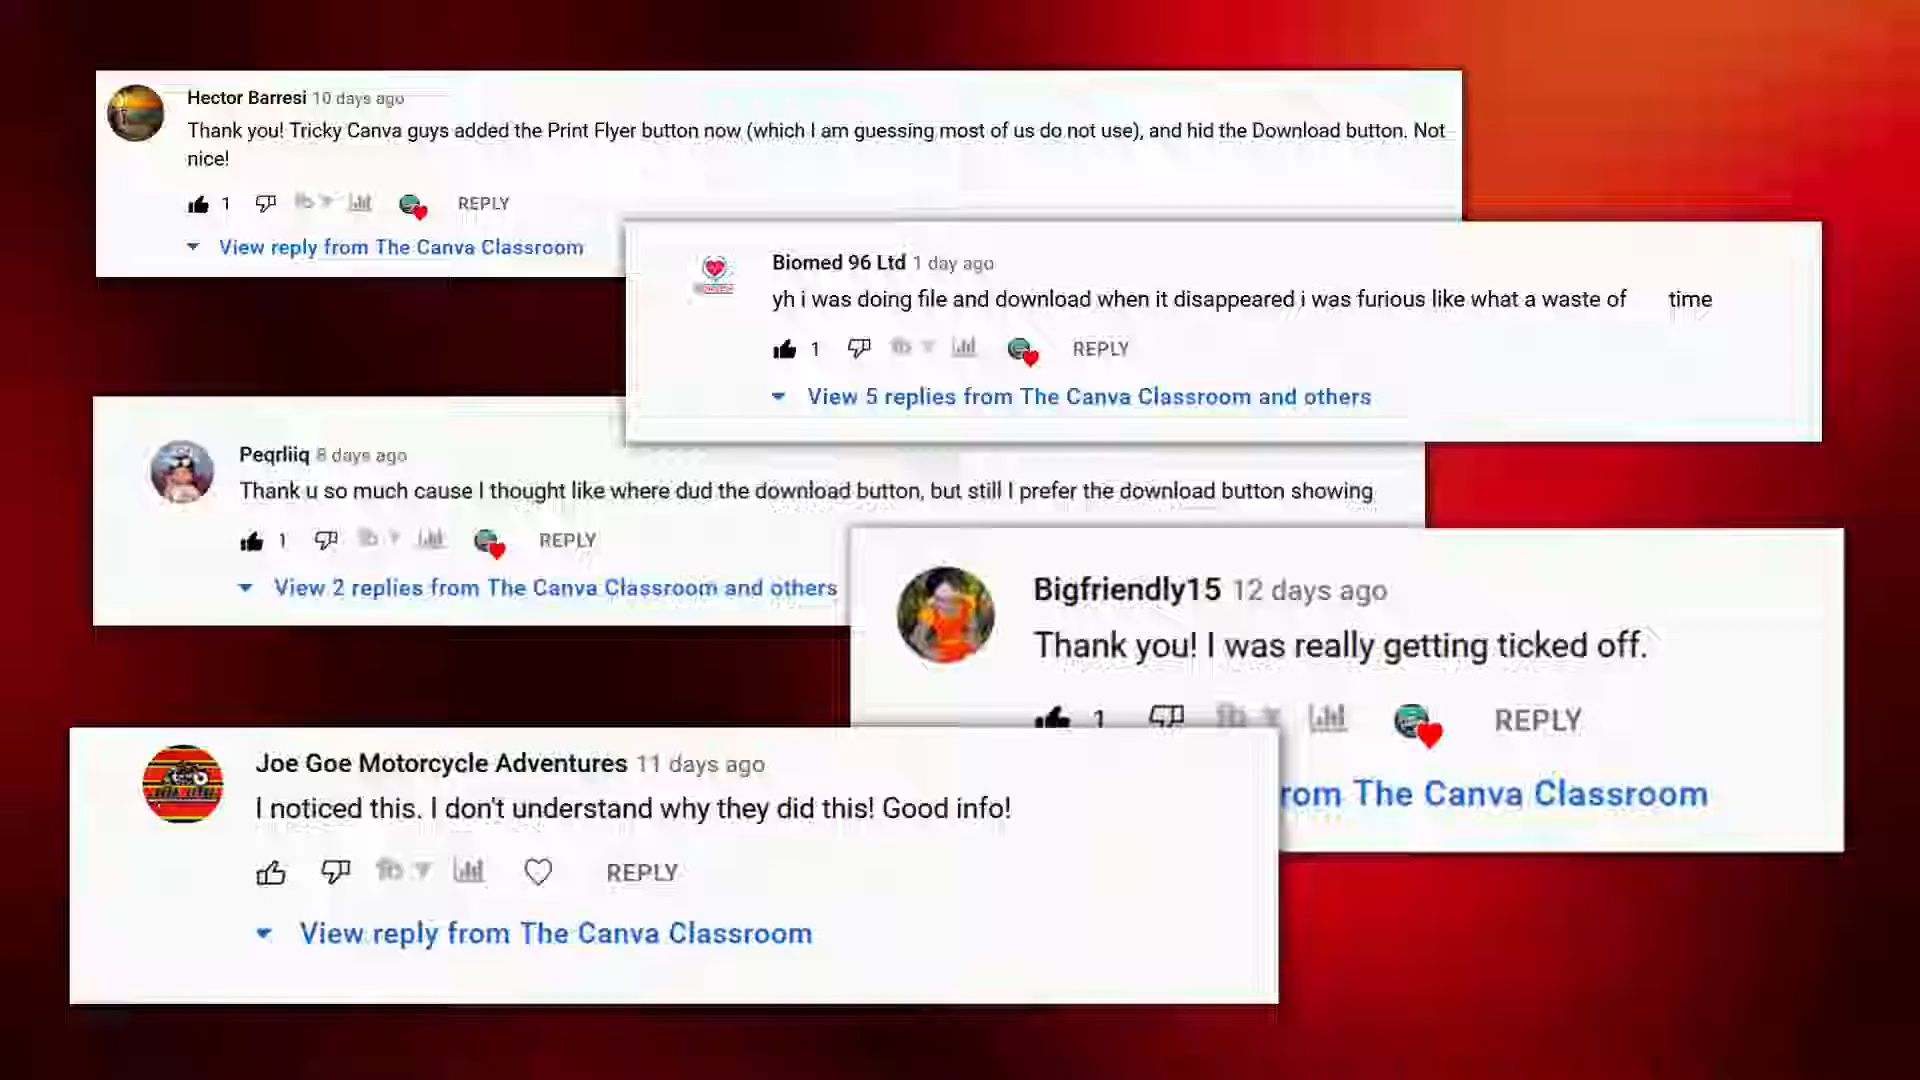 Hector Barresi 10 days ago
Thank you! Tricky Canva guys added the Print Flyer button now (which I am guessing most of us do not use), and hid the Download button. Not
nice!
1 REPLY
View reply from The Canva Classroom
Biomed 96 Ltd 1 day ago
yh i was doing file and download when it disappeared i was furious like what a waste of time
1 REPLY
View 5 replies from The Canva Classroom and others
Peqrliiq 8 days ago
Thank u so much cause I thought like where dud the download button, but still I prefer the download button showing
1 REPLY
View 2 replies from The Canva Classroom and others
Bigfriendly15 12 days ago
Thank you! I was really getting ticked off.
1 REPLY
rom The Canva Classroom
Joe Goe Motorcycle Adventures 11 days ago
I noticed this. I don't understand why they did this! Good info!
REPLY
View reply from The Canva Classroom